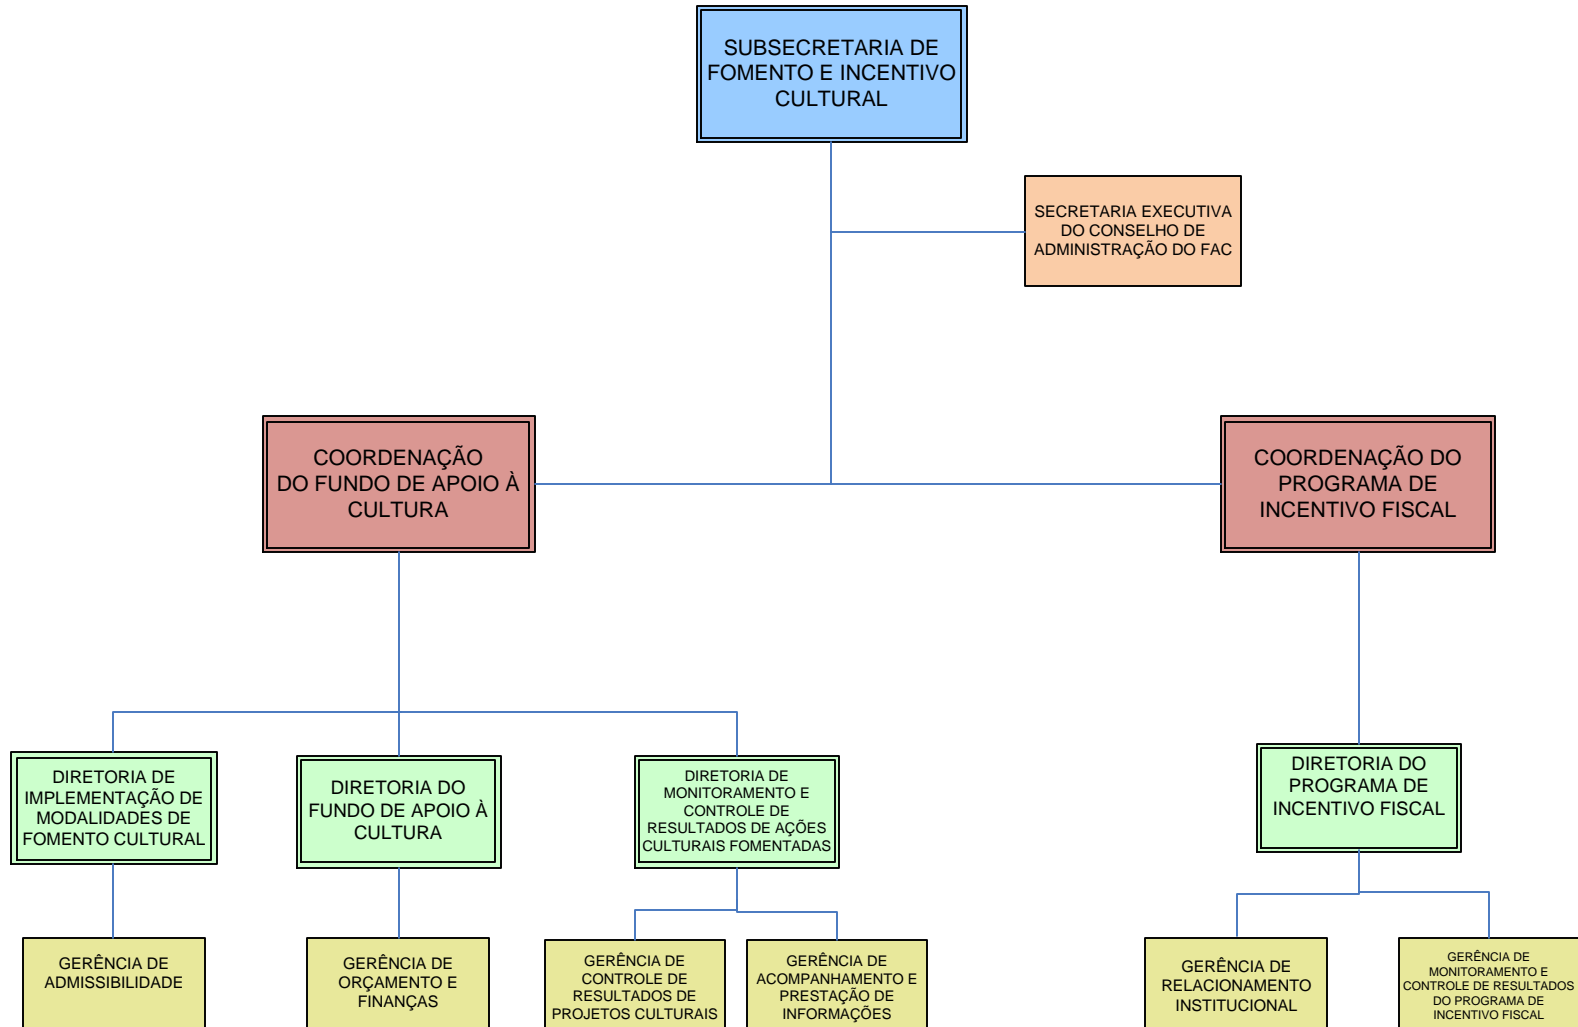 SUBSECRETARIA DE
FOMENTO E INCENTIVO
CULTURAL
SECRETARIA EXECUTIVA
DO CONSELHO DE
ADMINISTRAÇÃO DO FAC
COORDENAÇÃO
DO FUNDO DE APOIO À
CULTURA
COORDENAÇÃO DO
PROGRAMA DE
INCENTIVO FISCAL
DIRETORIA DE
IMPLEMENTAÇÃO DE
MODALIDADES DE
FOMENTO CULTURAL
DIRETORIA DO
FUNDO DE APOIO À
CULTURA
DIRETORIA DE
MONITORAMENTO E
CONTROLE DE
RESULTADOS DE AÇÕES
CULTURAIS FOMENTADAS
DIRETORIA DO
PROGRAMA DE
INCENTIVO FISCAL
GERÊNCIA DE
ADMISSIBILIDADE
GERÊNCIA DE
ORÇAMENTO E
FINANÇAS
GERÊNCIA DE
CONTROLE DE
RESULTADOS DE
PROJETOS CULTURAIS
GERÊNCIA DE
ACOMPANHAMENTO E
PRESTAÇÃO DE
INFORMAÇÕES
GERÊNCIA DE
RELACIONAMENTO
INSTITUCIONAL
GERÊNCIA DE
MONITORAMENTO E
CONTROLE DE RESULTADOS
DO PROGRAMA DE
INCENTIVO FISCAL